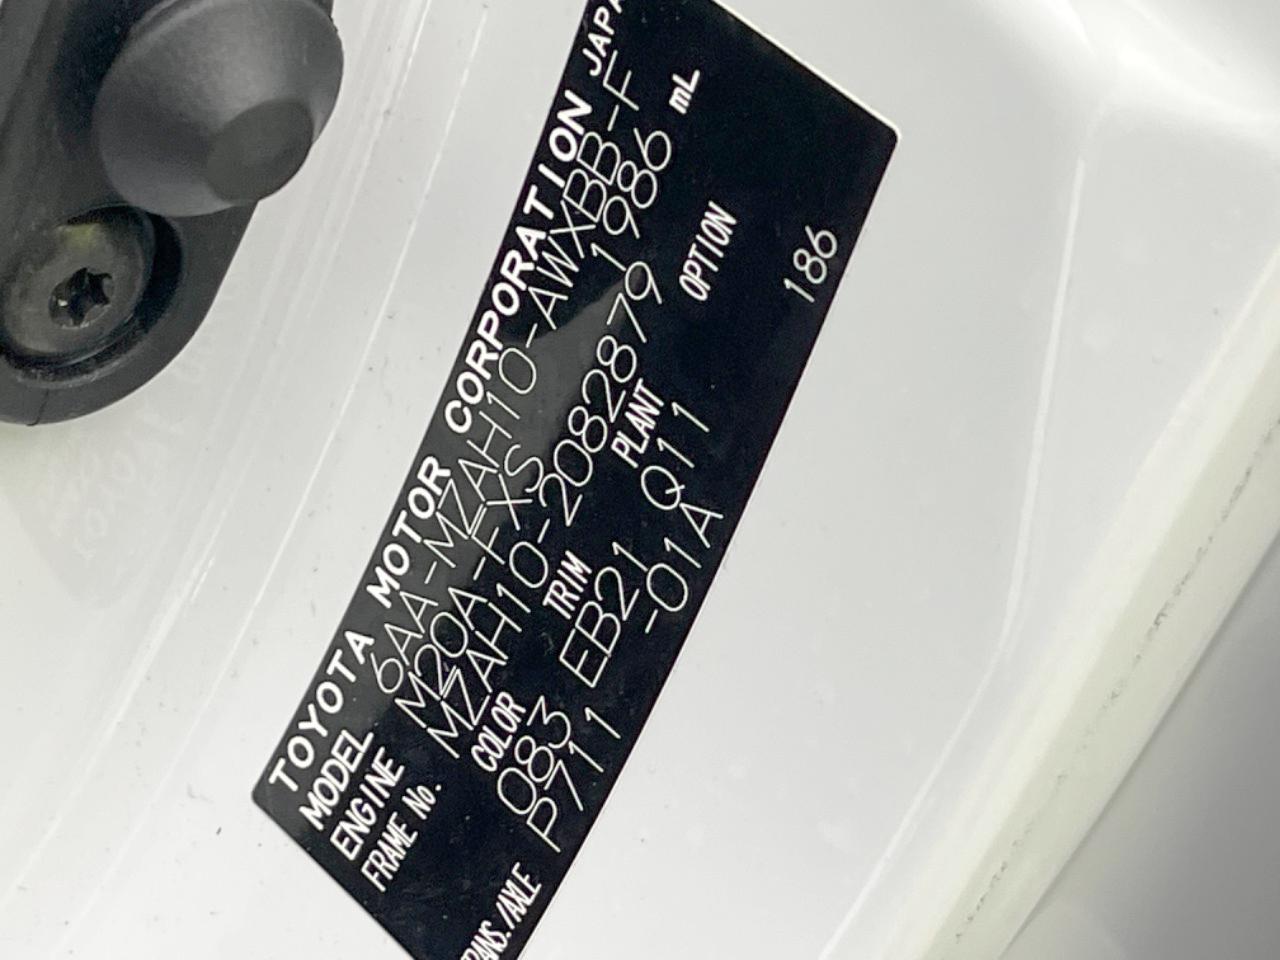 TOYOTA MOTOR CORPORATION JAPA
MODEL 6AA-MZAH10-AWXBB-F
ENGINE M20A-FXS 1986 mL
FRAME No. MZAH10-2082879
COLOR TRIM PLANT OPTION
083 EB21 Q11 186
TRANS./AXLE P711 -01A